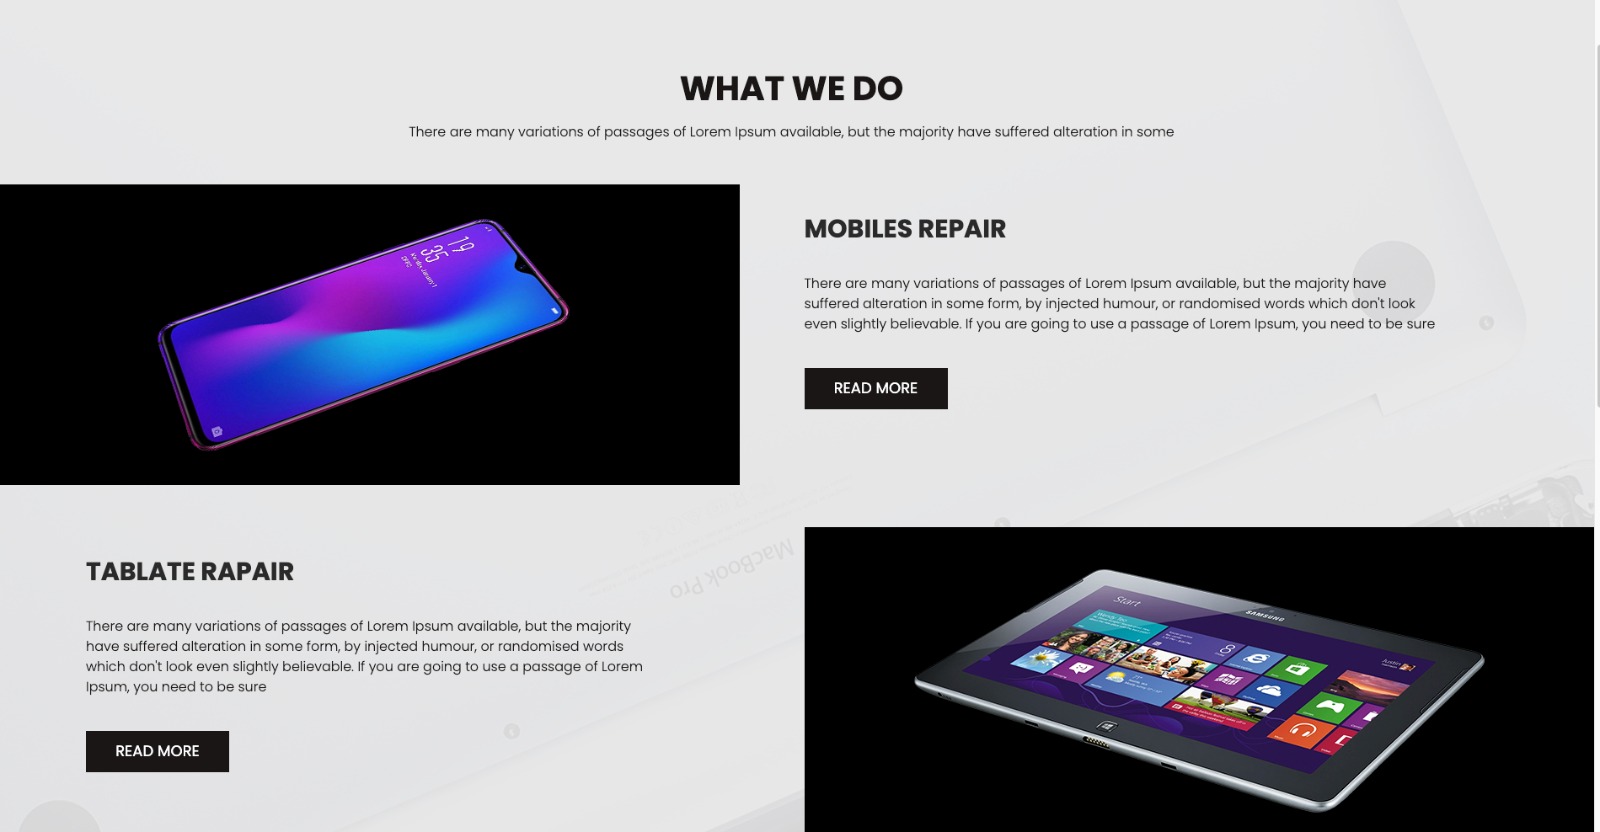 WHAT WE DO
There are many variations of passages of Lorem Ipsum available, but the majority have suffered alteration in some
19
35
OPPO
MOBILES REPAIR
There are many variations of passages of Lorem Ipsum available, but the majority have
suffered alteration in some form, by injected humour, or randomised words which don't look
even slightly believable. If you are going to use a passage of Lorem Ipsum, you need to be sure
READ MORE
MacBook Pro
TABLATE RAPAIR
There are many variations of passages of Lorem Ipsum available, but the majority
have suffered alteration in some form, by injected humour, or randomised words
which don't look even slightly believable. If you are going to use a passage of Lorem
Ipsum, you need to be sure
READ MORE
Start
SAMSUNG
8